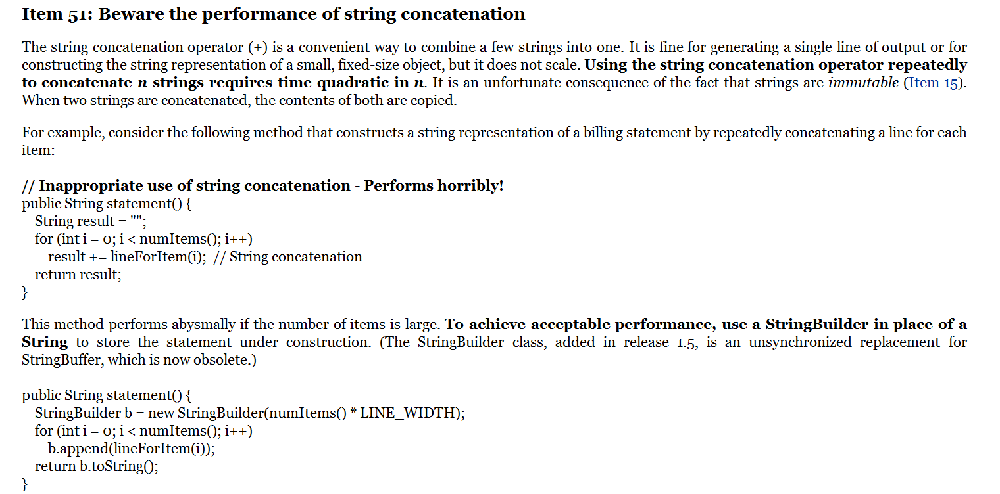 Item 51: Beware the performance of string concatenation
The string concatenation operator (+) is a convenient way to combine a few strings into one. It is fine for generating a single line of output or for
constructing the string representation of a small, fixed-size object, but it does not scale. Using the string concatenation operator repeatedly
to concatenate n strings requires time quadratic in n. It is an unfortunate consequence of the fact that strings are immutable (Item 15).
When two strings are concatenated, the contents of both are copied.
For example, consider the following method that constructs a string representation of a billing statement by repeatedly concatenating a line for each
item:
// Inappropriate use of string concatenation - Performs horribly!
public String statement() {
    String result = "";
    for (int i = 0; i < numItems(); i++)
        result += lineForItem(i);  // String concatenation
    return result;
}
This method performs abysmally if the number of items is large. To achieve acceptable performance, use a StringBuilder in place of a
String to store the statement under construction. (The StringBuilder class, added in release 1.5, is an unsynchronized replacement for
StringBuffer, which is now obsolete.)
public String statement() {
    StringBuilder b = new StringBuilder(numItems() * LINE_WIDTH);
    for (int i = 0; i < numItems(); i++)
        b.append(lineForItem(i));
    return b.toString();
}